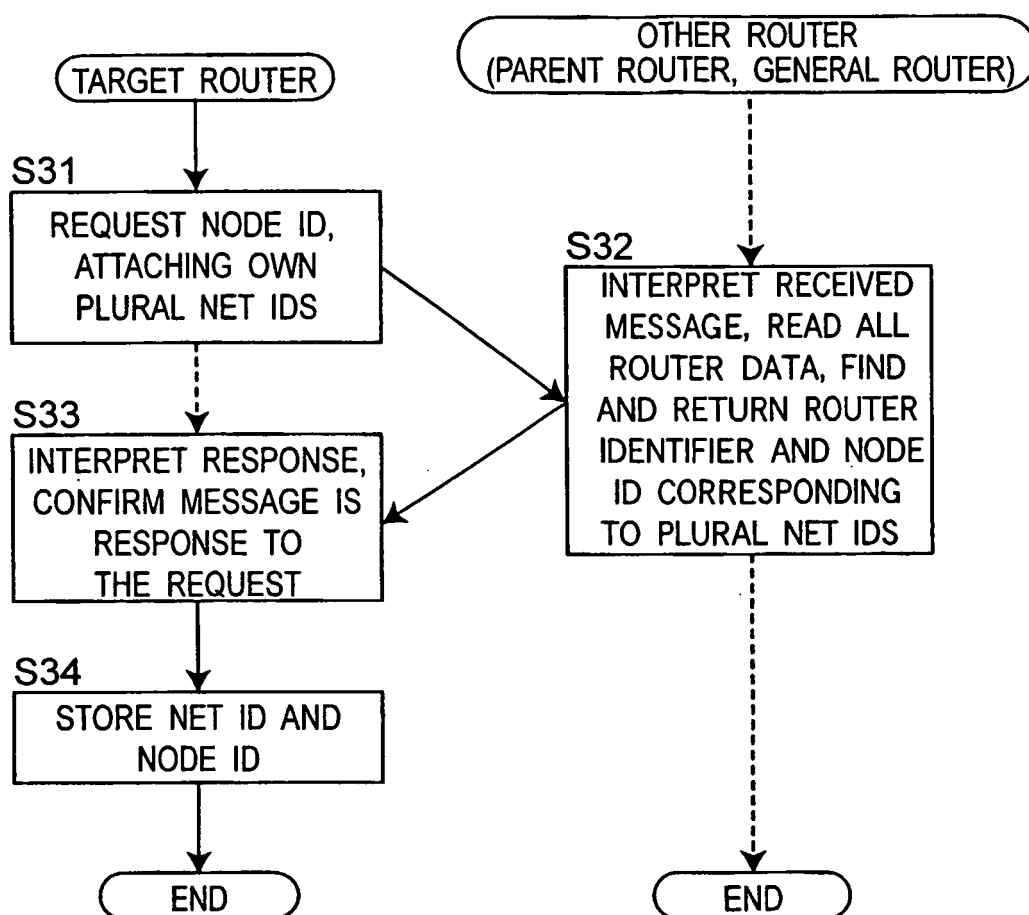 TARGET ROUTER
OTHER ROUTER
(PARENT ROUTER, GENERAL ROUTER)
S31
REQUEST NODE ID,
ATTACHING OWN
PLURAL NET IDS
S32
INTERPRET RECEIVED
MESSAGE, READ ALL
ROUTER DATA, FIND
AND RETURN ROUTER
IDENTIFIER AND NODE
ID CORRESPONDING
TO PLURAL NET IDS
S33
INTERPRET RESPONSE,
CONFIRM MESSAGE IS
RESPONSE TO
THE REQUEST
S34
STORE NET ID AND
NODE ID
END
END